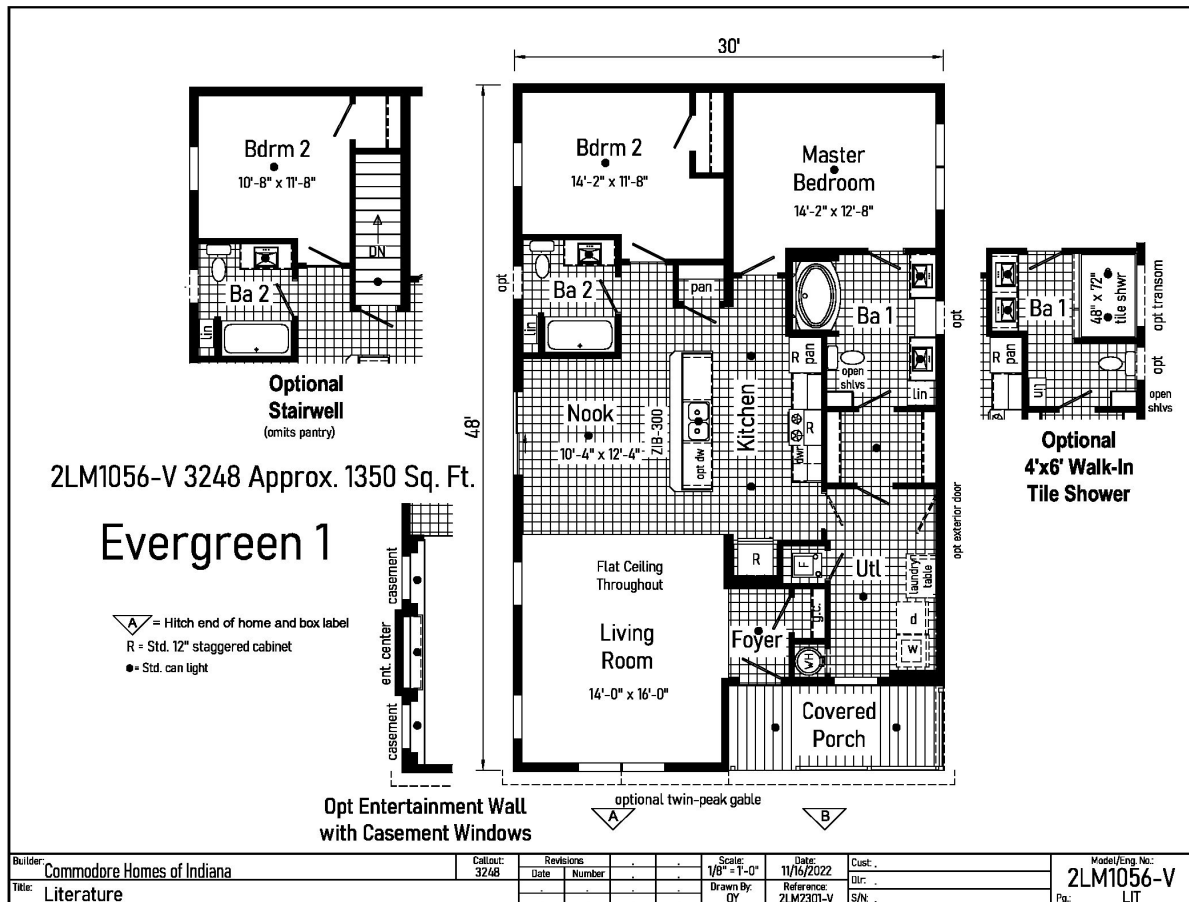 30'
48'
Bdrm 2
10'-8" x 11'-8"
DN
Ba 2
lin
Optional
Stairwell
(omits pantry)
Bdrm 2
14'-2" x 11'-8"
Master
Bedroom
14'-2" x 12'-8"
opt
Ba 2
lin
pan
Ba 1
opt
R
pan
open
shlvs
lin
Nook
10'-4" x 12'-4"
ZIB-300
opt dw
Kitchen
R
Ba 1
48" x 72"
tile shwr
opt transom
R
pan
lin
opt
open
shlvs
Optional
4'x6' Walk-In
Tile Shower
2LM1056-V 3248 Approx. 1350 Sq. Ft.
Evergreen 1
A = Hitch end of home and box label
R = Std. 12" staggered cabinet
= Std. can light
casement
ent. center
casement
Opt Entertainment Wall
with Casement Windows
Flat Ceiling
Throughout
Living
Room
14'-0" x 16'-0"
R
F
Utl
opt exterior door
laundry
table
d
w
Foyer
g.c.
WH
Covered
Porch
optional twin-peak gable
A
B
Builder: Commodore Homes of Indiana
Title: Literature
Callout:
3248
Revisions
Date Number
Scale:
1/8" = 1'-0"
Drawn By:
OY
Date:
11/16/2022
Reference:
2LM2301-V
Cust: .
Dlr: .
S/N: .
Model/Eng. No.:
2LM1056-V
Pg.: LIT